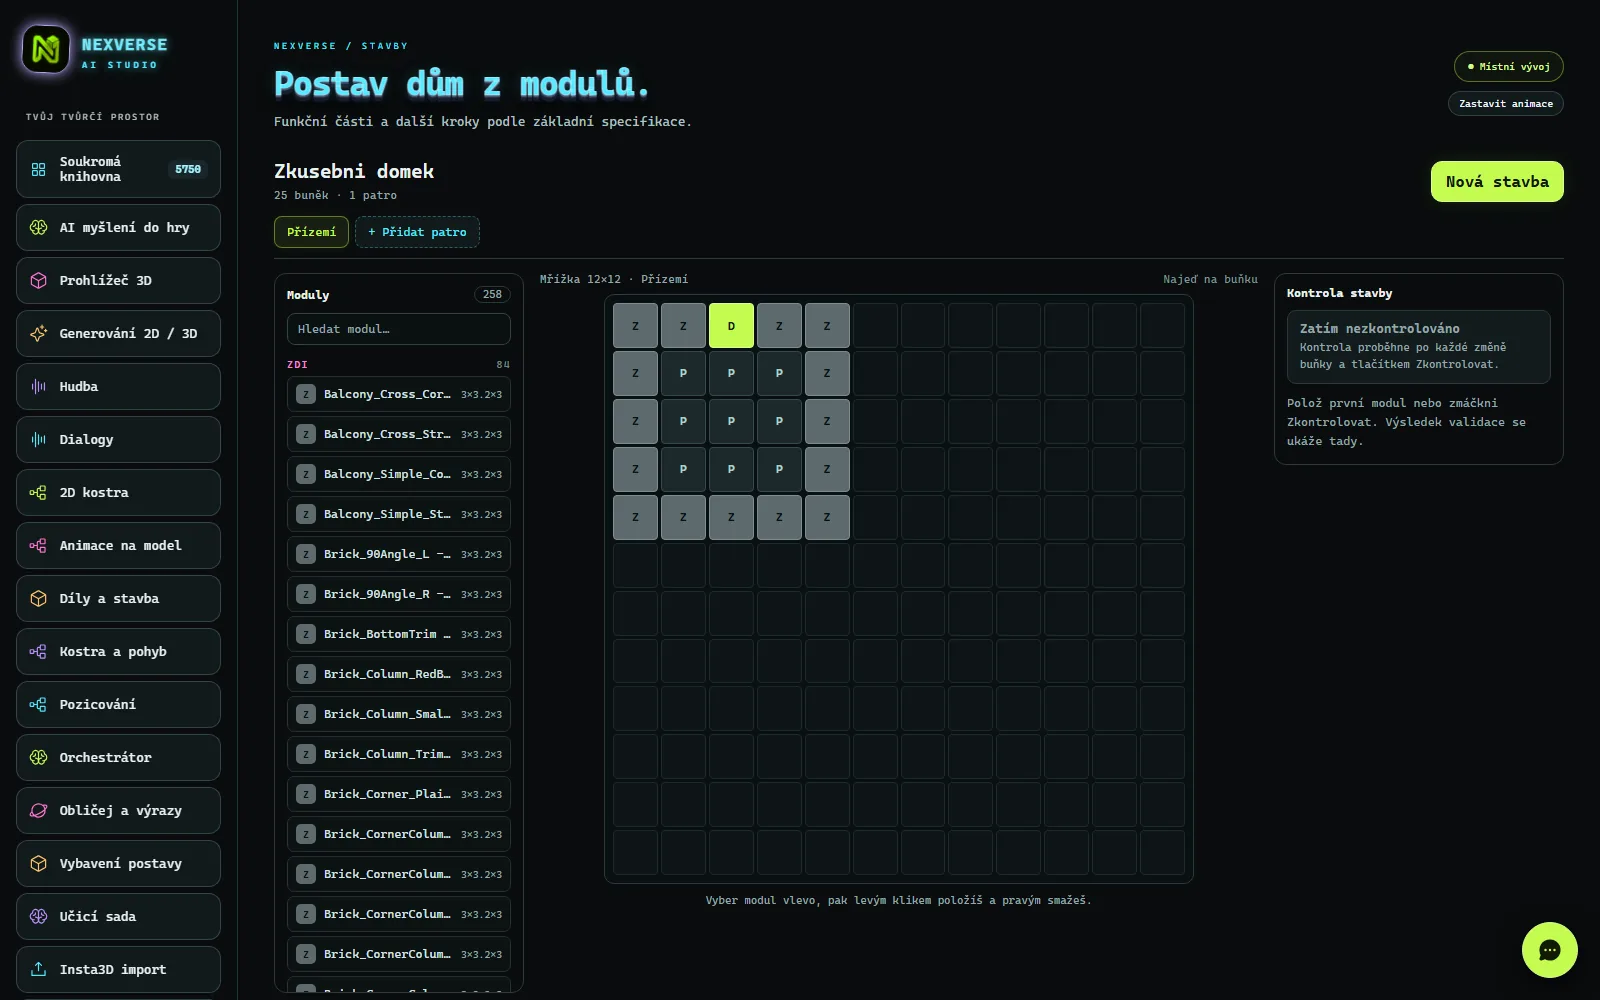 NEXVERSE
AI STUDIO
TVŮJ TVŮRČÍ PROSTOR
Soukromá
knihovna
5750
AI myšlení do hry
Prohlížeč 3D
Generování 2D / 3D
Hudba
Dialogy
2D kostra
Animace na model
Díly a stavba
Kostra a pohyb
Pozicování
Orchestrátor
Obličej a výrazy
Vybavení postavy
Učicí sada
Insta3D import
NEXVERSE / STAVBY
Postav dům z modulů.
Funkční části a další kroky podle základní specifikace.
Místní vývoj
Zastavit animace
Zkusebni domek
25 buněk · 1 patro
Nová stavba
Přízemí
+ Přidat patro
Moduly
258
Hledat modul…
ZDI
84
Z Balcony_Cross_Cor… 3×3.2×3
Z Balcony_Cross_Str… 3×3.2×3
Z Balcony_Simple_Co… 3×3.2×3
Z Balcony_Simple_St… 3×3.2×3
Z Brick_90Angle_L –… 3×3.2×3
Z Brick_90Angle_R –… 3×3.2×3
Z Brick_BottomTrim … 3×3.2×3
Z Brick_Column_RedB… 3×3.2×3
Z Brick_Column_Smal… 3×3.2×3
Z Brick_Column_Trim… 3×3.2×3
Z Brick_Corner_Plai… 3×3.2×3
Z Brick_CornerColum… 3×3.2×3
Z Brick_CornerColum… 3×3.2×3
Z Brick_CornerColum… 3×3.2×3
Z Brick_CornerColum… 3×3.2×3
Mřížka 12×12 · Přízemí
Najeď na buňku
Z Z D Z Z
Z P P P Z
Z P P P Z
Z P P P Z
Z Z Z Z Z
Vyber modul vlevo, pak levým klikem položíš a pravým smažeš.
Kontrola stavby
Zatím nezkontrolováno
Kontrola proběhne po každé změně
buňky a tlačítkem Zkontrolovat.
Polož první modul nebo zmáčkni
Zkontrolovat. Výsledek validace se
ukáže tady.